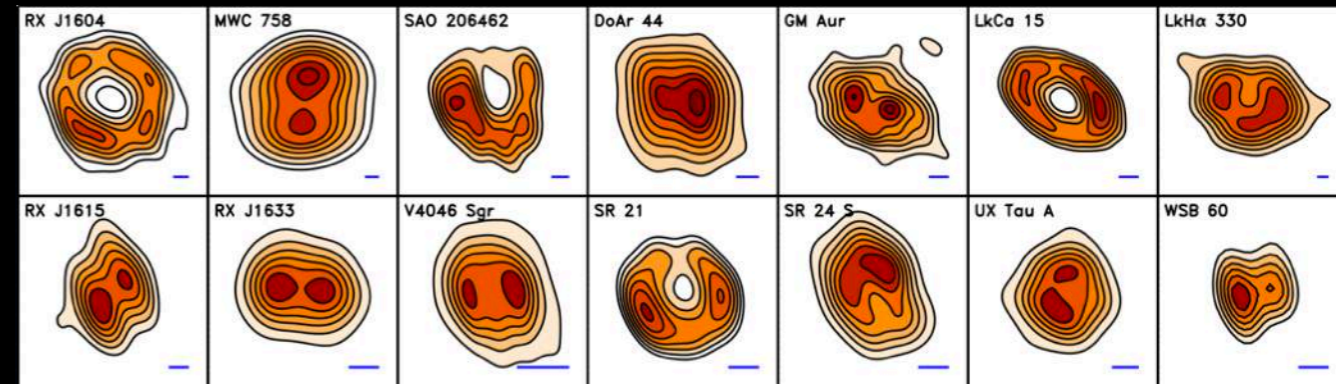 RX J1604
MWC 758
SAO 206462
DoAr 44
GM Aur
LkCa 15
LkHα 330
RX J1615
RX J1633
V4046 Sgr
SR 21
SR 24 S
UX Tau A
WSB 60